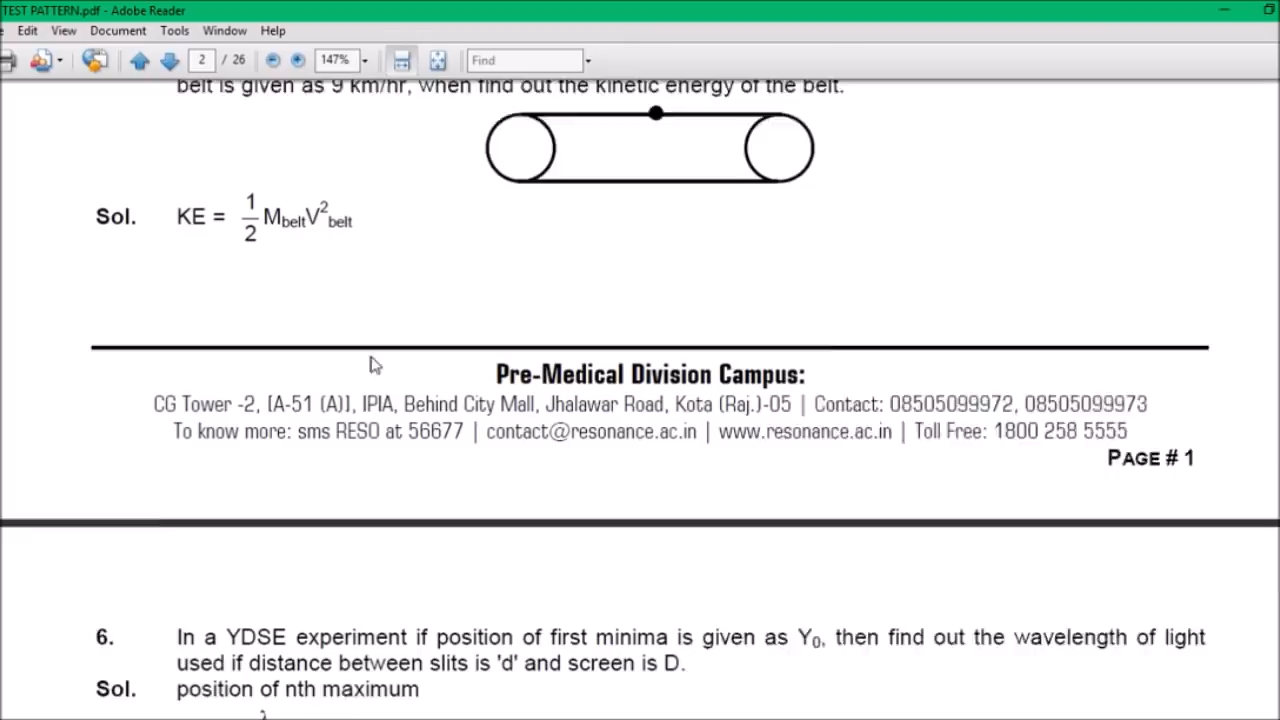 TEST PATTERN.pdf - Adobe Reader
Edit View Document Tools Window Help
2 / 26 147% Find
belt is given as 9 km/hr, when find out the kinetic energy of the belt.
Sol. KE = 1/2 M_belt V²_belt
Pre-Medical Division Campus:
CG Tower -2, [A-51 (A)], IPIA, Behind City Mall, Jhalawar Road, Kota (Raj.)-05 | Contact: 08505099972, 08505099973
To know more: sms RESO at 56677 | contact@resonance.ac.in | www.resonance.ac.in | Toll Free: 1800 258 5555
PAGE # 1
6. In a YDSE experiment if position of first minima is given as Y₀, then find out the wavelength of light
used if distance between slits is 'd' and screen is D.
Sol. position of nth maximum